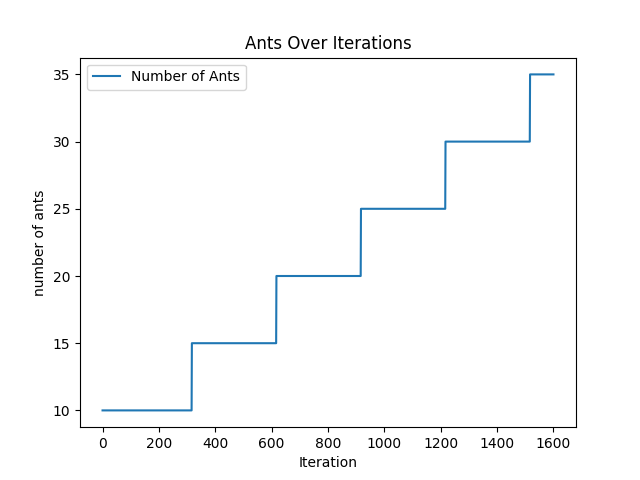 Ants Over Iterations
Number of Ants
number of ants
35
30
25
20
15
10
0 200 400 600 800 1000 1200 1400 1600
Iteration